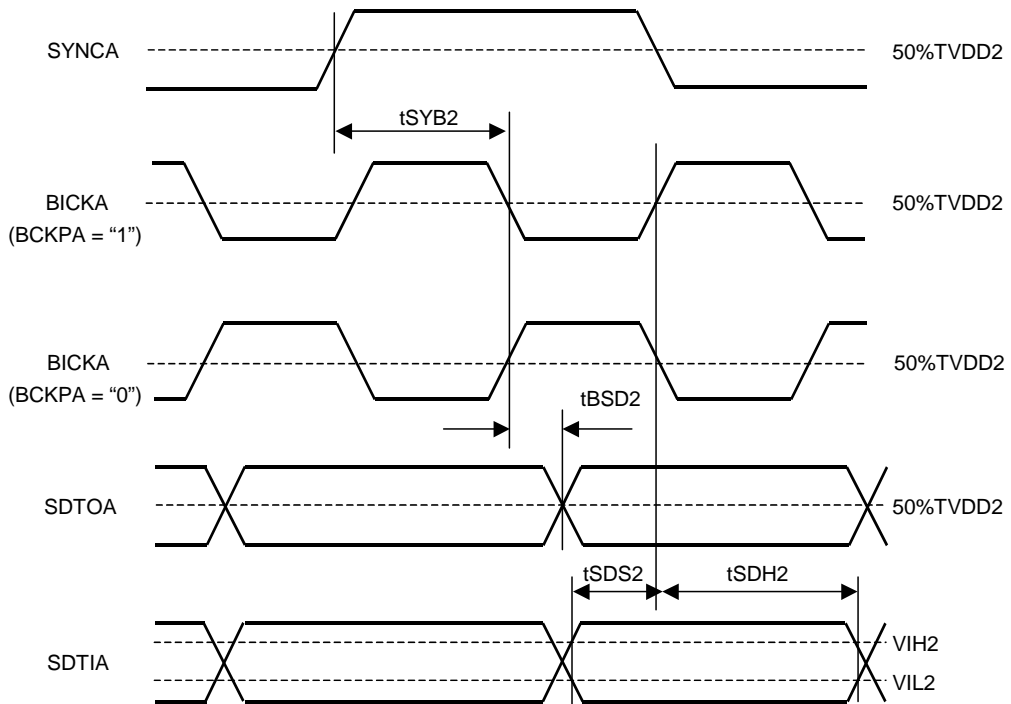 SYNCA
50%TVDD2
tSYB2
BICKA
(BCKPA = “1”)
50%TVDD2
BICKA
(BCKPA = “0”)
50%TVDD2
tBSD2
SDTOA
50%TVDD2
tSDS2
tSDH2
SDTIA
VIH2
VIL2